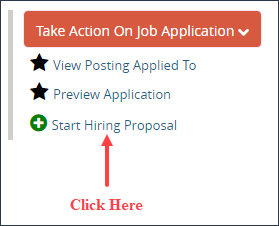 Take Action On Job Application
View Posting Applied To
Preview Application
Start Hiring Proposal
Click Here